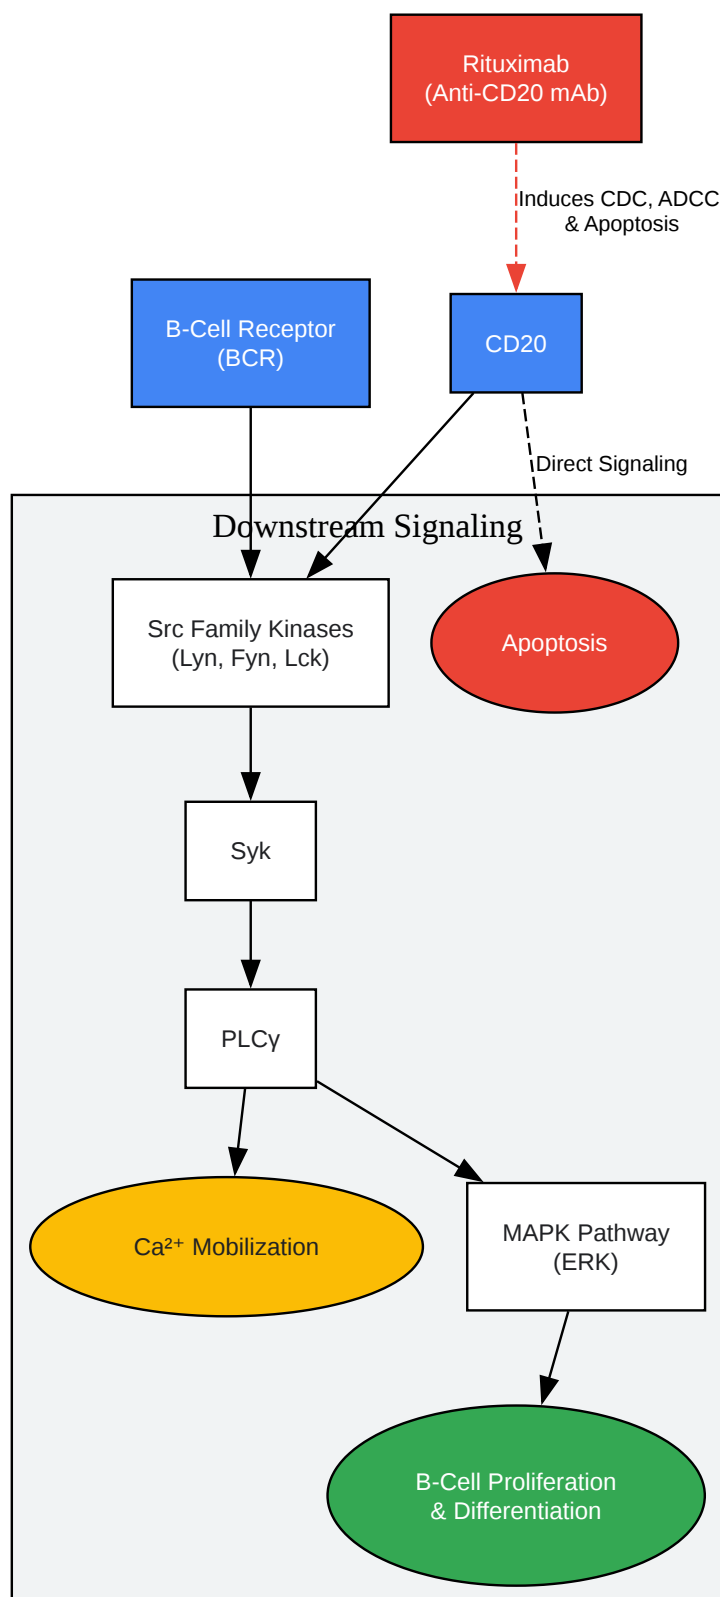 Rituximab
(Anti-CD20 mAb)
Induces CDC, ADCC
& Apoptosis
B-Cell Receptor
(BCR)
CD20
Direct Signaling
Downstream Signaling
Src Family Kinases
(Lyn, Fyn, Lck)
Apoptosis
Syk
PLCγ
Ca²⁺ Mobilization
MAPK Pathway
(ERK)
B-Cell Proliferation
& Differentiation